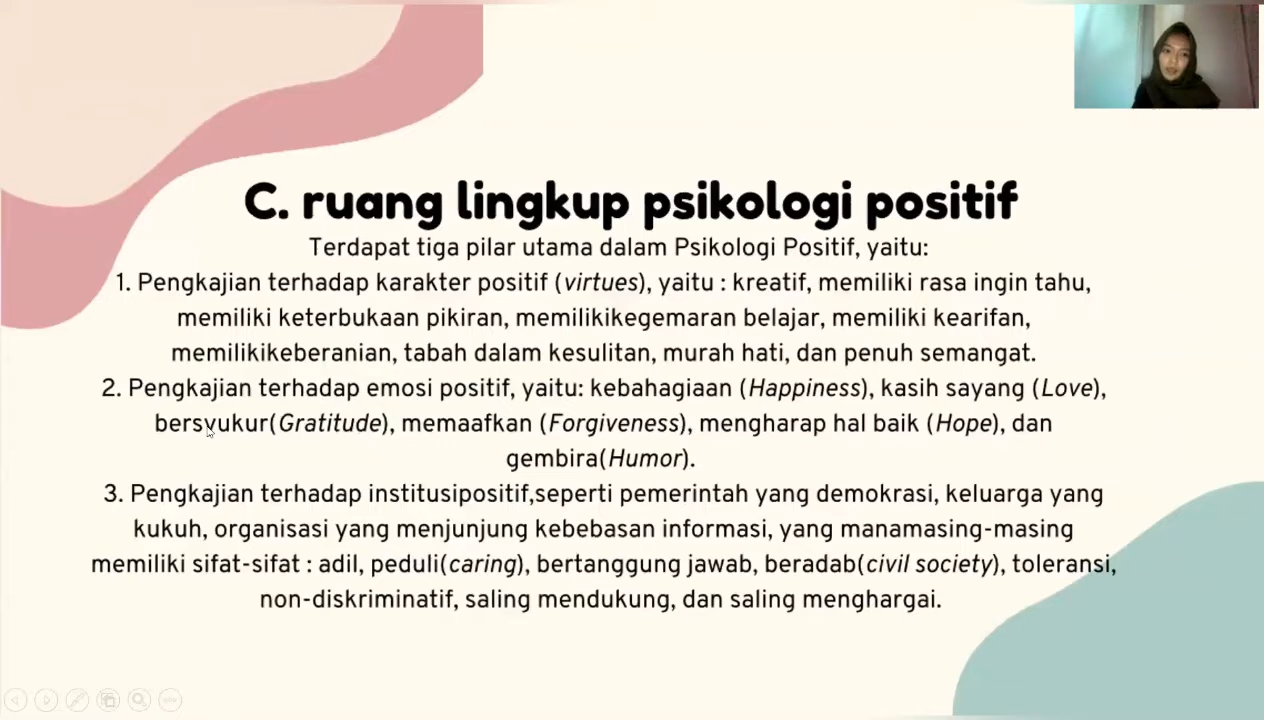 C. ruang lingkup psikologi positif
Terdapat tiga pilar utama dalam Psikologi Positif, yaitu:
1. Pengkajian terhadap karakter positif (virtues), yaitu : kreatif, memiliki rasa ingin tahu,
memiliki keterbukaan pikiran, memilikikegemaran belajar, memiliki kearifan,
memilikikeberanian, tabah dalam kesulitan, murah hati, dan penuh semangat.
2. Pengkajian terhadap emosi positif, yaitu: kebahagiaan (Happiness), kasih sayang (Love),
bersyukur(Gratitude), memaafkan (Forgiveness), mengharap hal baik (Hope), dan
gembira(Humor).
3. Pengkajian terhadap institusipositif,seperti pemerintah yang demokrasi, keluarga yang
kukuh, organisasi yang menjunjung kebebasan informasi, yang manamasing-masing
memiliki sifat-sifat : adil, peduli(caring), bertanggung jawab, beradab(civil society), toleransi,
non-diskriminatif, saling mendukung, dan saling menghargai.